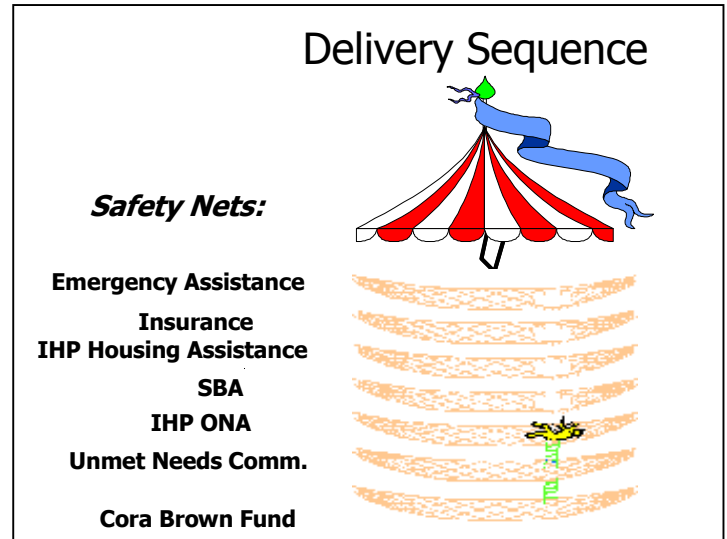 Delivery Sequence
Safety Nets:
Emergency Assistance
Insurance
IHP Housing Assistance
SBA
IHP ONA
Unmet Needs Comm.
Cora Brown Fund